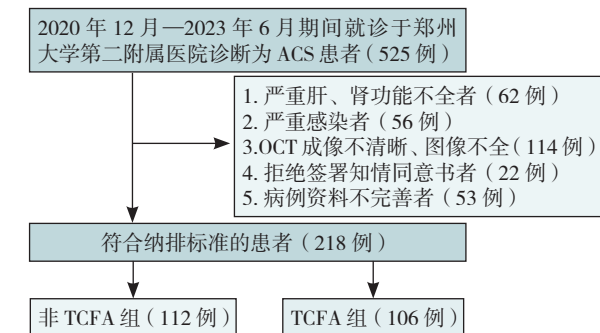 2020 年 12 月—2023 年 6 月期间就诊于郑州
大学第二附属医院诊断为 ACS 患者（525 例）
1. 严重肝、肾功能不全者（62 例）
2. 严重感染者（56 例）
3.OCT 成像不清晰、图像不全（114 例）
4. 拒绝签署知情同意书者（22 例）
5. 病例资料不完善者（53 例）
符合纳排标准的患者（218 例）
非 TCFA 组（112 例）
TCFA 组（106 例）